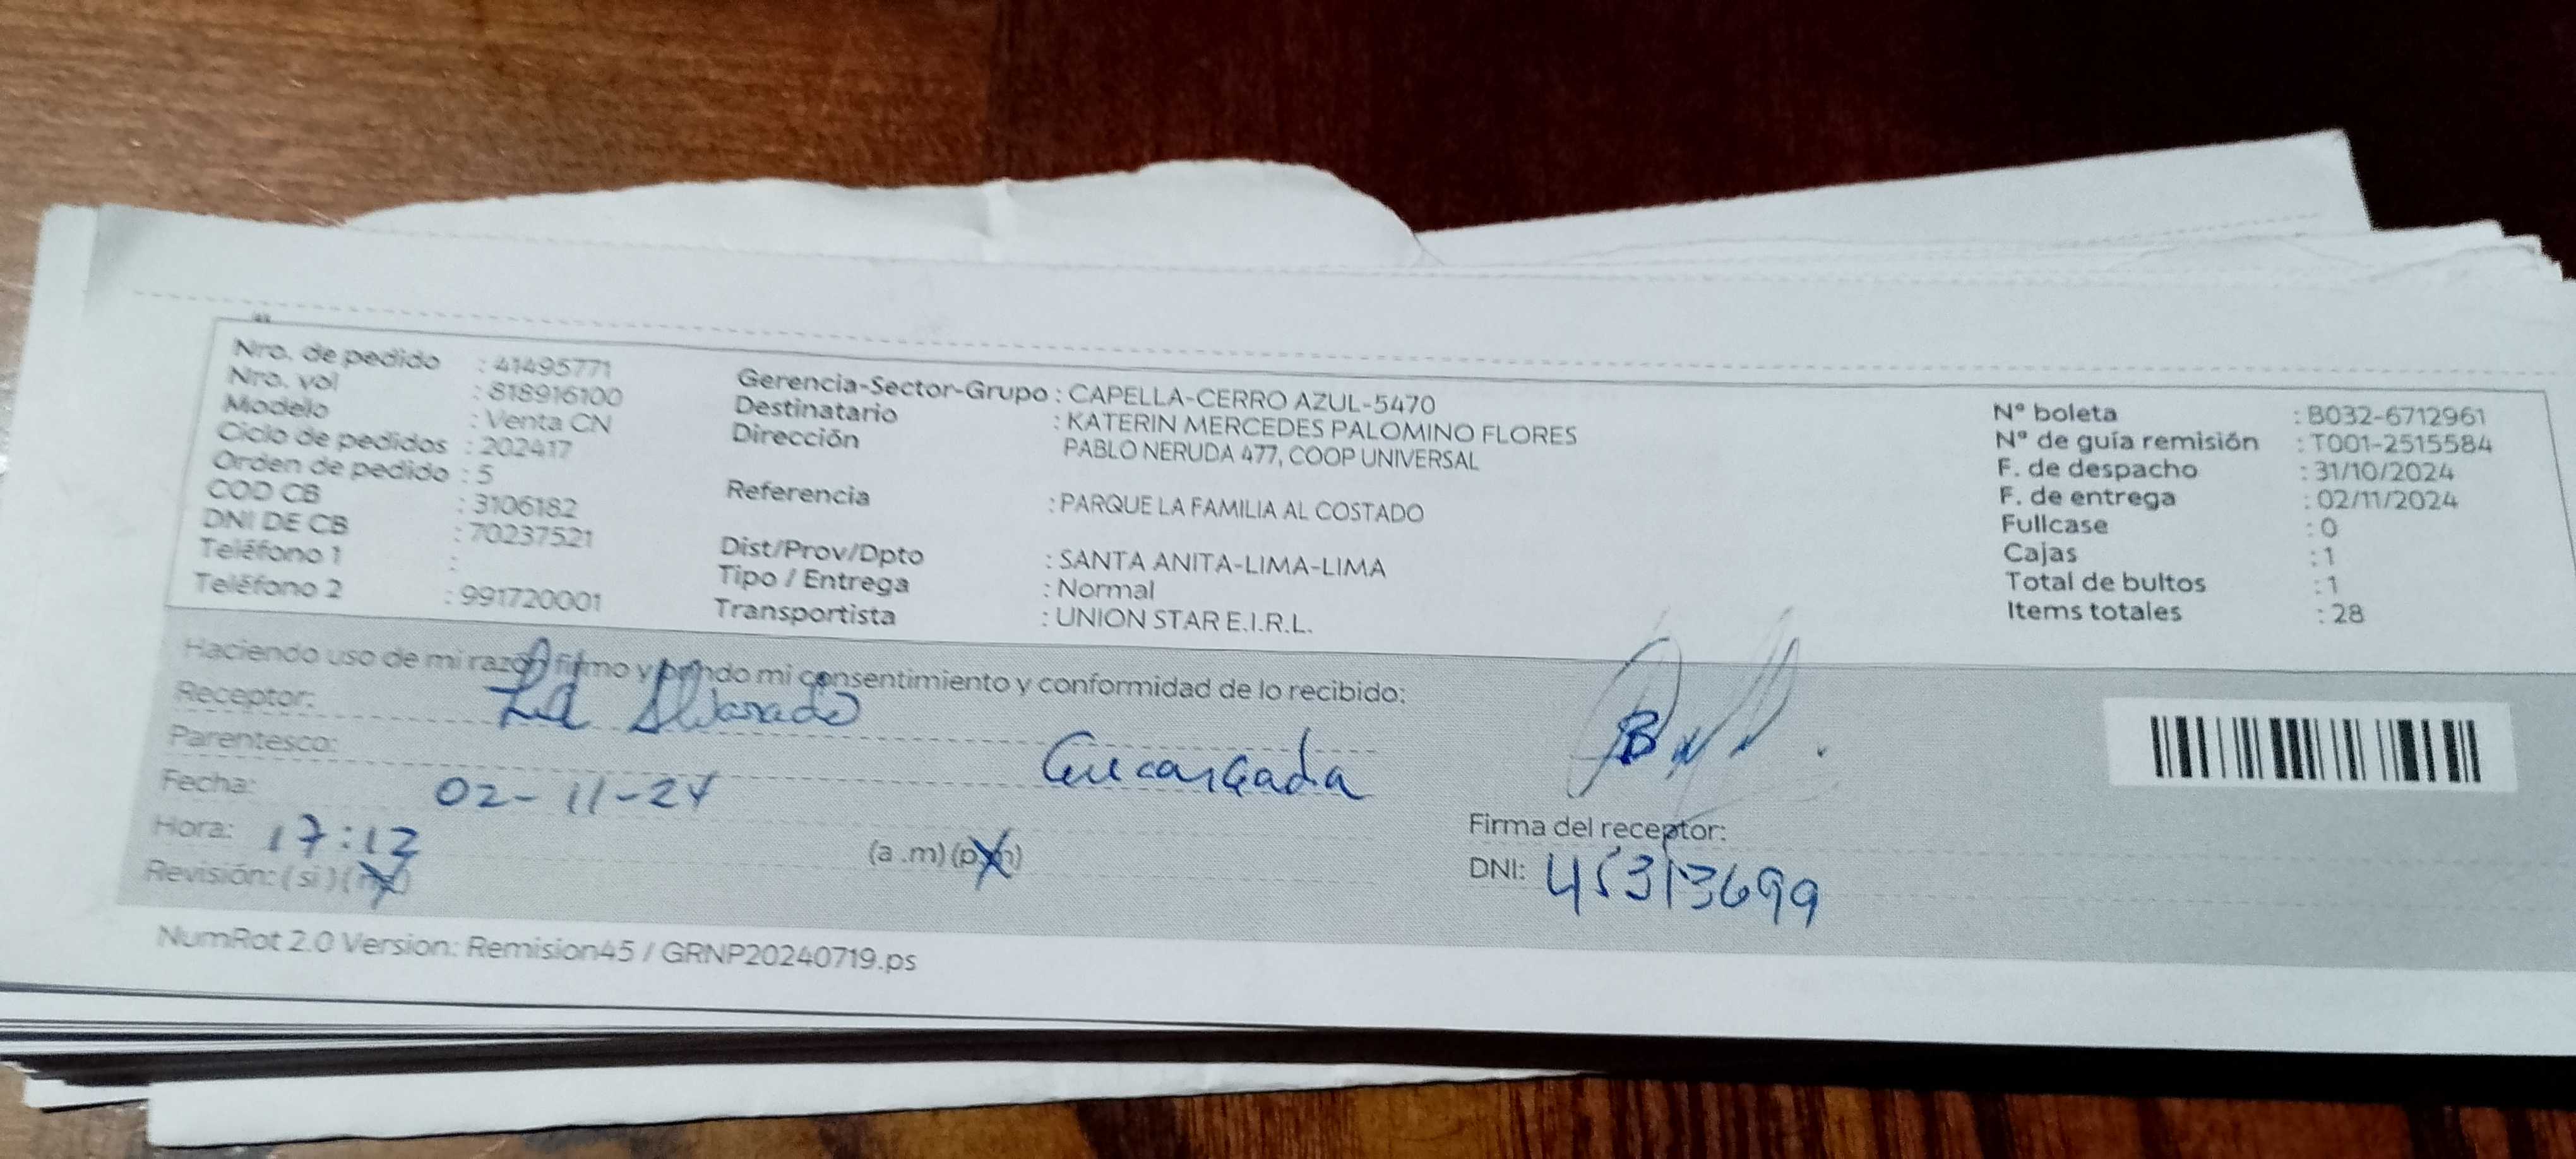 Nro. de pedido : 41495771
Nro. vol : 818916100
Modelo : Venta CN
Ciclo de pedidos : 202417
Orden de pedido : 5
COD CB : 3106182
DNI DE CB : 70237521
Teléfono 1 :
Teléfono 2 : 991720001
Gerencia-Sector-Grupo : CAPELLA-CERRO AZUL-5470
Destinatario : KATERIN MERCEDES PALOMINO FLORES
Dirección PABLO NERUDA 477, COOP UNIVERSAL
Referencia : PARQUE LA FAMILIA AL COSTADO
Dist/Prov/Dpto : SANTA ANITA-LIMA-LIMA
Tipo / Entrega : Normal
Transportista : UNION STAR E.I.R.L.
N° boleta : B032-6712961
N° de guía remisión : T001-2515584
F. de despacho : 31/10/2024
F. de entrega : 02/11/2024
Fullcase : 0
Cajas : 1
Total de bultos : 1
Items totales : 28
Haciendo uso de mi razón firmo y brindo mi consentimiento y conformidad de lo recibido:
Receptor: Alvarado
Parentesco: Encargada
Fecha: 02-11-24
Hora: 17:12 (a .m) (p.m)
Revisión: ( si ) (no)
Firma del receptor:
DNI: 45313699
NumRot 2.0 Version: Remision45 / GRNP20240719.ps